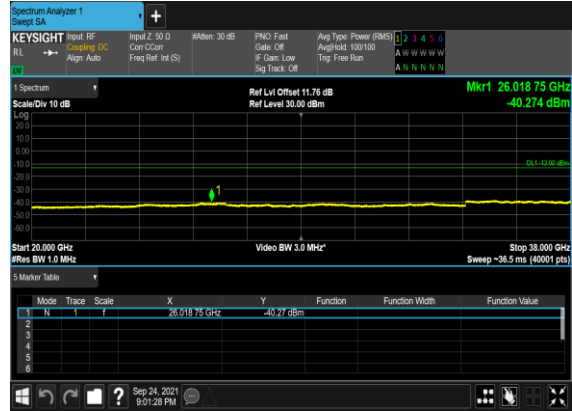 Spectrum Analyzer 1
Swept SA
+
KEYSIGHT Input: RF Input Z: 50 Ω #Atten: 30 dB PNO: Fast Avg Type: Power (RMS) 1 2 3 4 5 6
RL Coupling: DC Corr CCorr Gate: Off Avg|Hold: 100/100 A W W W W W
Align: Auto Freq Ref: Int (S) IF Gain: Low Trig: Free Run
LW Sig Track: Off A N N N N N
1 Spectrum Ref Lvl Offset 11.76 dB Mkr1 26.018 75 GHz
Scale/Div 10 dB Ref Level 30.00 dBm -40.274 dBm
Log
20.0
10.0
0.00
-10.0 DL1 -13.00 dBm
-20.0
-30.0 1
-40.0
-50.0
-60.0
Start 20.000 GHz Video BW 3.0 MHz* Stop 38.000 GHz
#Res BW 1.0 MHz Sweep ~36.5 ms (40001 pts)
5 Marker Table
Mode Trace Scale X Y Function Function Width Function Value
1 N 1 f 26.018 75 GHz -40.27 dBm
2
3
4
5
6
? Sep 24, 2021
9:01:28 PM